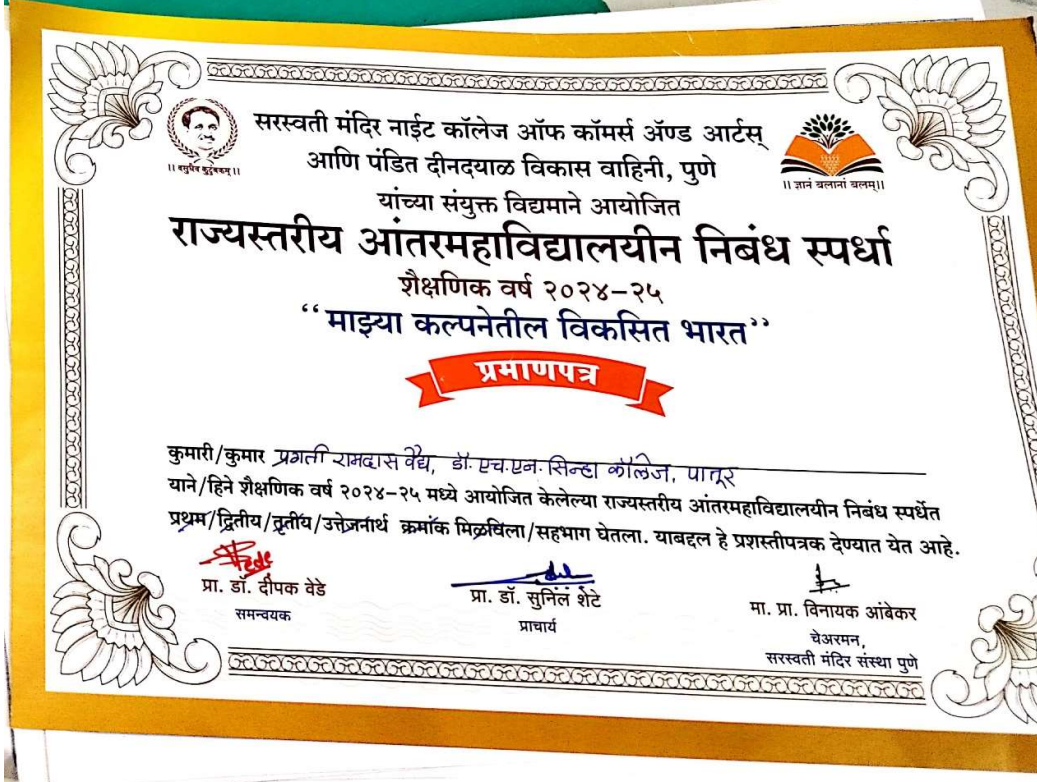 सरस्वती मंदिर नाईट कॉलेज ऑफ कॉमर्स ॲण्ड आर्टस्
आणि पंडित दीनदयाळ विकास वाहिनी, पुणे
|| वसुधैव कुटुंबकम् ||
|| ज्ञानं बलानां बलम्||
यांच्या संयुक्त विद्यमाने आयोजित
राज्यस्तरीय आंतरमहाविद्यालयीन निबंध स्पर्धा
शैक्षणिक वर्ष २०२४–२५
“माझ्या कल्पनेतील विकसित भारत”
प्रमाणपत्र
कुमारी/कुमार प्रगती रामदास वैद्य, डॉ. एच.एन. सिन्हा कॉलेज, पातूर
याने/हिने शैक्षणिक वर्ष २०२४–२५ मध्ये आयोजित केलेल्या राज्यस्तरीय आंतरमहाविद्यालयीन निबंध स्पर्धेत
प्रथम/द्वितीय/तृतीय/उत्तेजनार्थ क्रमांक मिळविला/सहभाग घेतला. याबद्दल हे प्रशस्तीपत्रक देण्यात येत आहे.
प्रा. डॉ. दीपक वेडे
समन्वयक
प्रा. डॉ. सुनिल शेटे
प्राचार्य
मा. प्रा. विनायक आंबेकर
चेअरमन,
सरस्वती मंदिर संस्था पुणे